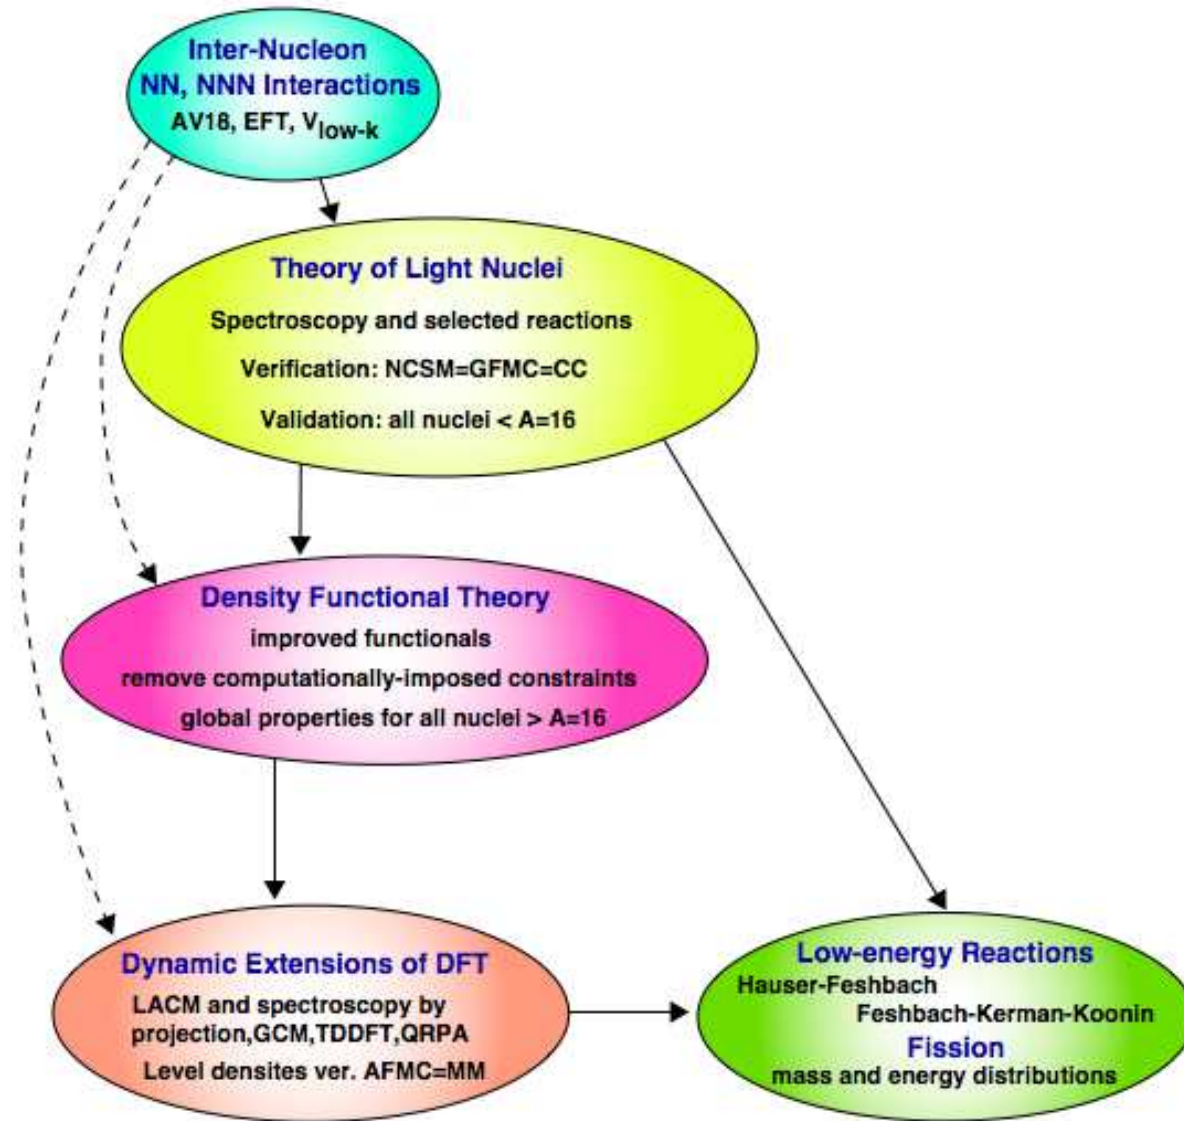 Inter-Nucleon
NN, NNN Interactions
AV18, EFT, Vlow-k
Theory of Light Nuclei
Spectroscopy and selected reactions
Verification: NCSM=GFMC=CC
Validation: all nuclei < A=16
Density Functional Theory
improved functionals
remove computationally-imposed constraints
global properties for all nuclei > A=16
Dynamic Extensions of DFT
LACM and spectroscopy by
projection,GCM,TDDFT,QRPA
Level densites ver. AFMC=MM
Low-energy Reactions
Hauser-Feshbach
Feshbach-Kerman-Koonin
Fission
mass and energy distributions